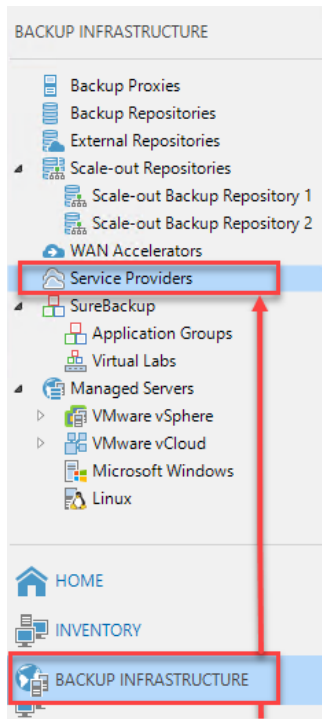 BACKUP INFRASTRUCTURE
Backup Proxies
Backup Repositories
External Repositories
Scale-out Repositories
Scale-out Backup Repository 1
Scale-out Backup Repository 2
WAN Accelerators
Service Providers
SureBackup
Application Groups
Virtual Labs
Managed Servers
VMware vSphere
VMware vCloud
Microsoft Windows
Linux
HOME
INVENTORY
BACKUP INFRASTRUCTURE